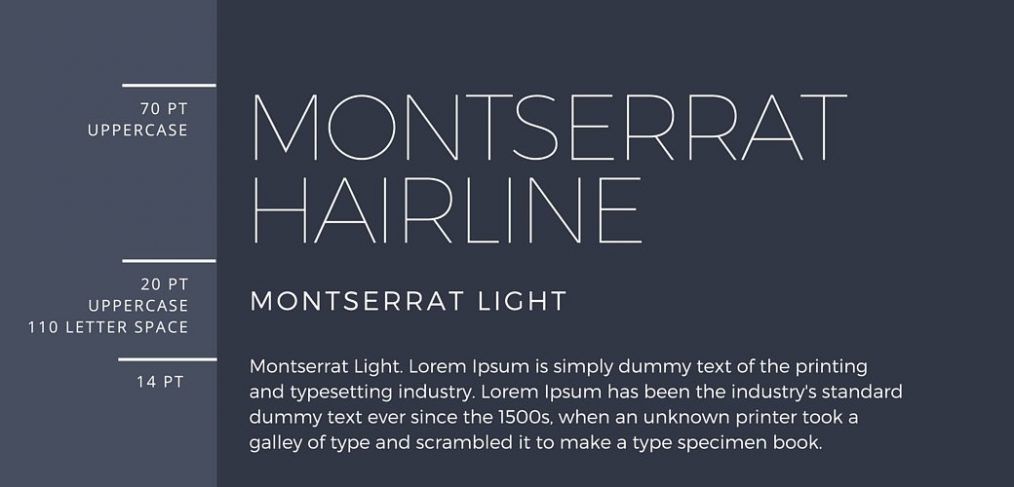 70 PT
UPPERCASE
MONTSERRAT
HAIRLINE
20 PT
UPPERCASE
110 LETTER SPACE
MONTSERRAT LIGHT
14 PT
Montserrat Light. Lorem Ipsum is simply dummy text of the printing
and typesetting industry. Lorem Ipsum has been the industry's standard
dummy text ever since the 1500s, when an unknown printer took a
galley of type and scrambled it to make a type specimen book.